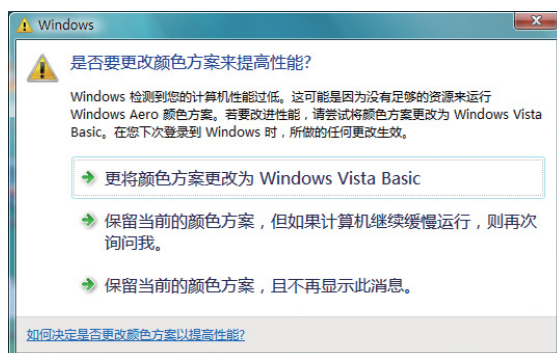 Windows
是否要更改颜色方案来提高性能?
Windows 检测到您的计算机性能过低。这可能是因为没有足够的资源来运行
Windows Aero 颜色方案。若要改进性能，请尝试将颜色方案更改为 Windows Vista
Basic。在您下次登录到 Windows 时，所做的任何更改生效。
更将颜色方案更改为 Windows Vista Basic
保留当前的颜色方案，但如果计算机继续缓慢运行，则再次
询问我。
保留当前的颜色方案，且不再显示此消息。
如何决定是否更改颜色方案以提高性能?